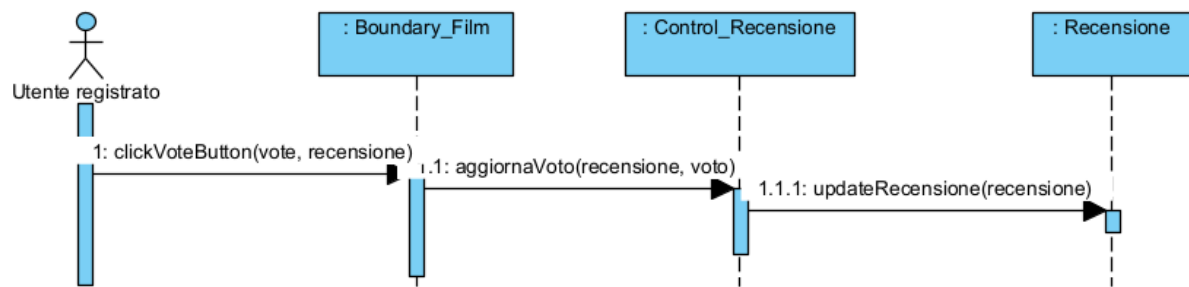 : Boundary_Film
: Control_Recensione
: Recensione
Utente registrato
1: clickVoteButton(vote, recensione)
.1: aggiornaVoto(recensione, voto)
1.1.1: updateRecensione(recensione)